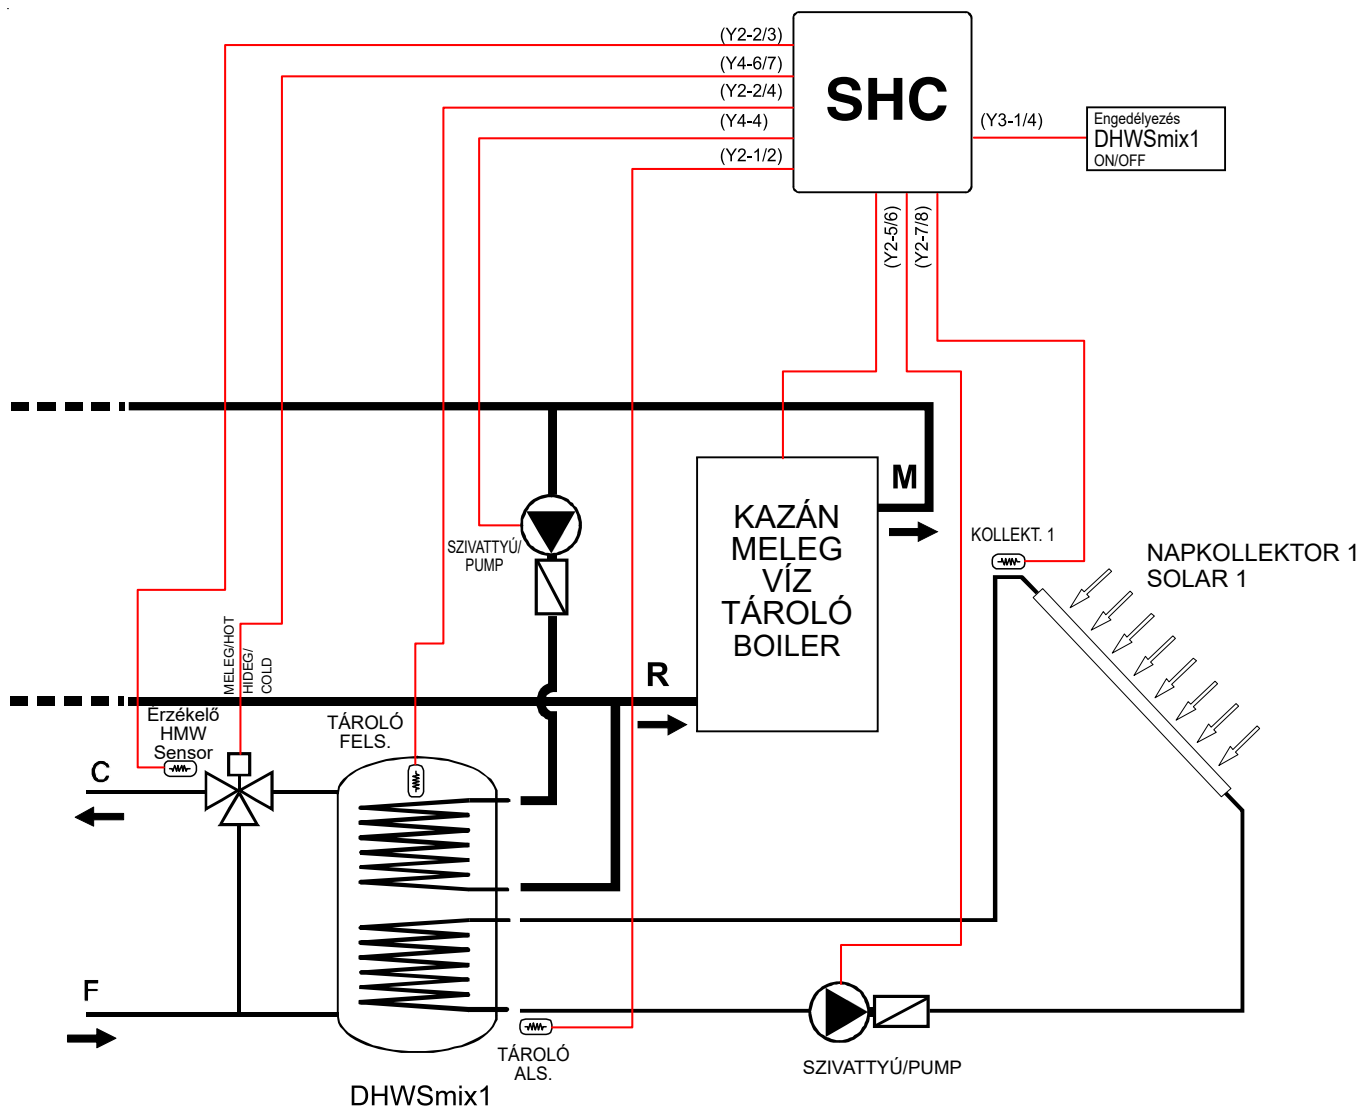 (Y2-2/3)
(Y4-6/7)
(Y2-2/4)
(Y4-4)
(Y2-1/2)
SHC
(Y3-1/4)
Engedélyezés
DHWSmix1
ON/OFF
(Y2-5/6)
(Y2-7/8)
M
KAZÁN
MELEG
VÍZ
TÁROLÓ
BOILER
KOLLEKT. 1
NAPKOLLEKTOR 1
SOLAR 1
SZIVATTYÚ/
PUMP
MELEG/HOT
HIDEG/
COLD
R
Érzékelő
HMW
Sensor
TÁROLÓ
FELS.
C
F
TÁROLÓ
ALS.
SZIVATTYÚ/PUMP
DHWSmix1